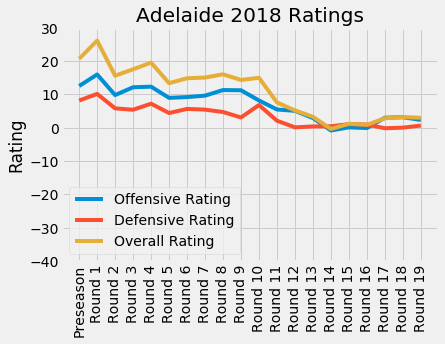 Adelaide 2018 Ratings
Rating
30
20
10
0
−10
−20
−30
−40
Offensive Rating
Defensive Rating
Overall Rating
Preseason
Round 1
Round 2
Round 3
Round 4
Round 5
Round 6
Round 7
Round 8
Round 9
Round 10
Round 11
Round 12
Round 13
Round 14
Round 15
Round 16
Round 17
Round 18
Round 19